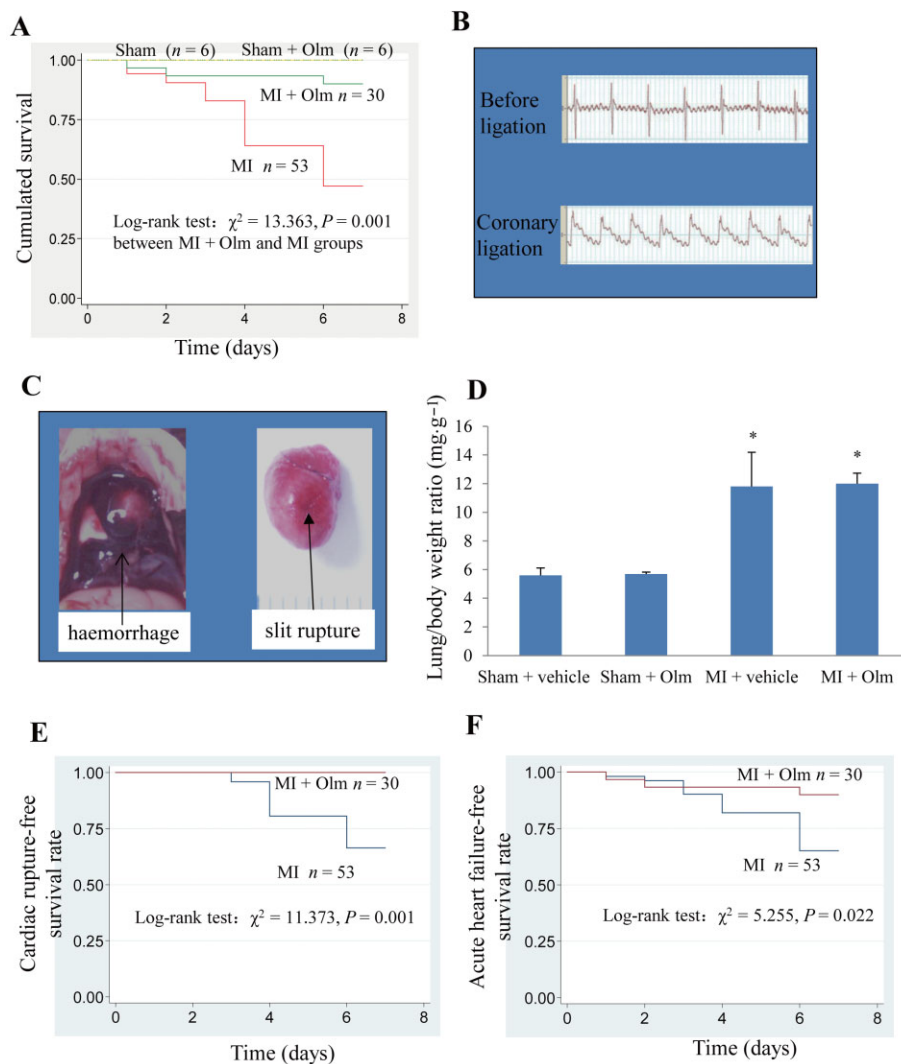 A
Sham (n = 6) Sham + Olm (n = 6)
MI + Olm n = 30
MI n = 53
Log-rank test: χ² = 13.363, P = 0.001
between MI + Olm and MI groups
Cumulated survival
1.00
0.75
0.50
0.25
0.00
0 2 4 6 8
Time (days)
B
Before
ligation
Coronary
ligation
C
haemorrhage
slit rupture
D
Lung/body weight ratio (mg·g⁻¹)
16
14
12
10
8
6
4
2
0
* *
Sham + vehicle Sham + Olm MI + vehicle MI + Olm
E
Cardiac rupture-free
survival rate
1.00
0.75
0.50
0.25
0.00
MI + Olm n = 30
MI n = 53
Log-rank test: χ² = 11.373, P = 0.001
0 2 4 6 8
Time (days)
F
Acute heart failure-free
survival rate
1.00
0.75
0.50
0.25
0.00
MI + Olm n = 30
MI n = 53
Log-rank test: χ² = 5.255, P = 0.022
0 2 4 6 8
Time (days)